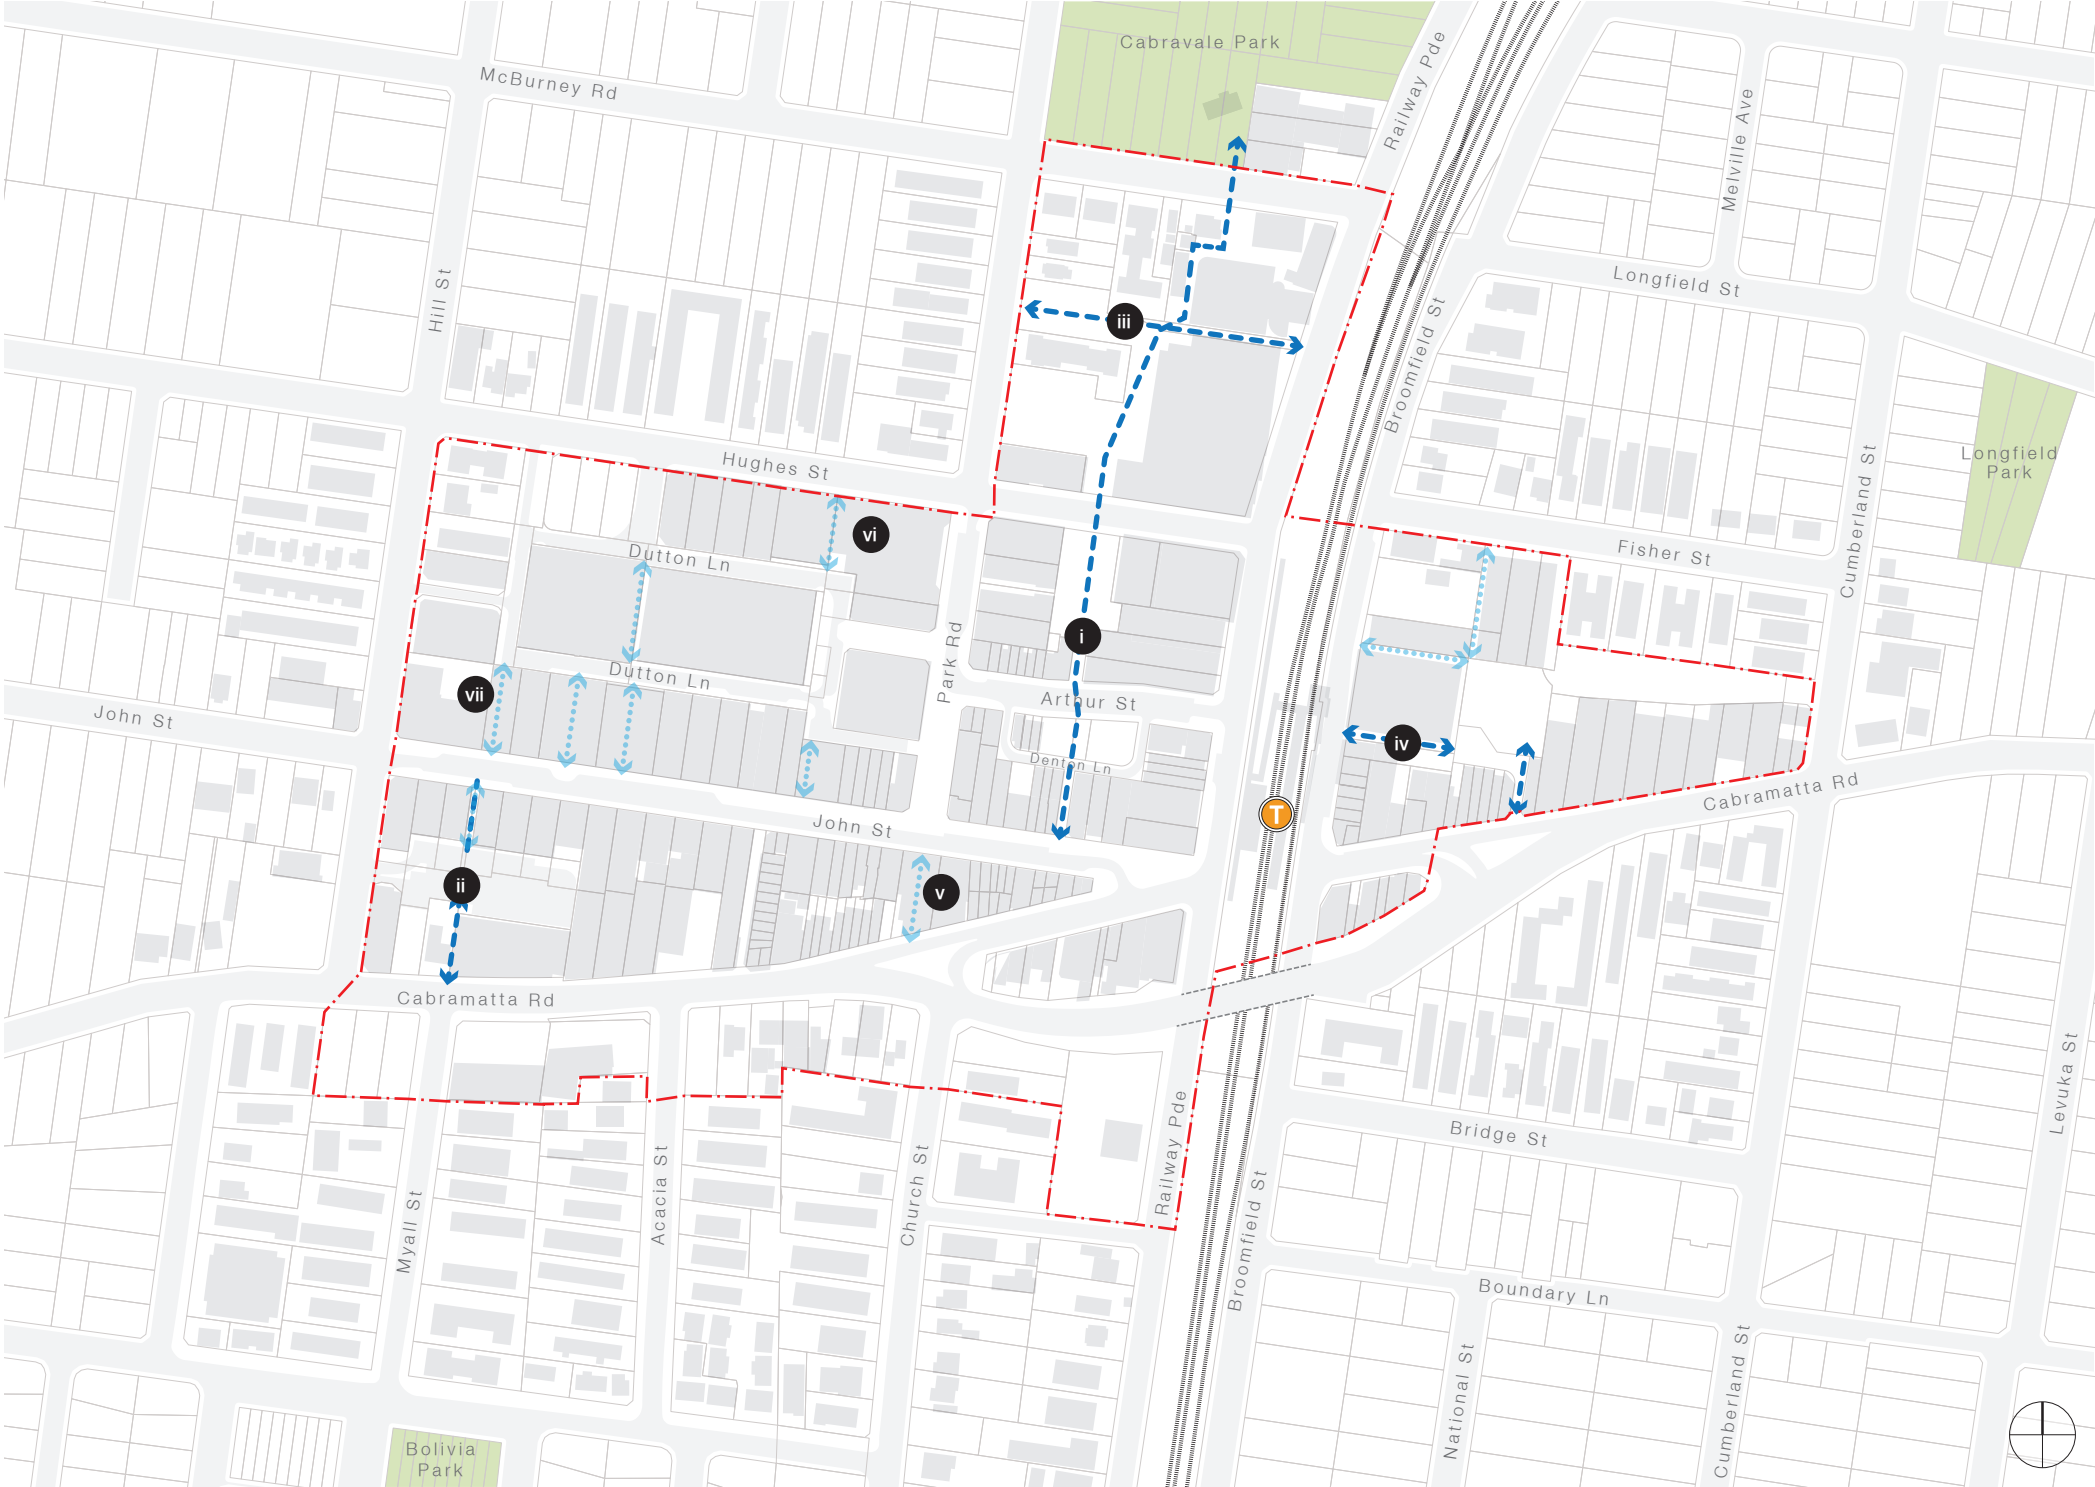 Cabravale Park
Railway Pde
McBurney Rd
Melville Ave
Hill St
Longfield St
Broomfield St
iii
Hughes St
Longfield
Park
Cumberland St
vi
Dutton Ln
Fisher St
i
Park Rd
Dutton Ln
vii
Arthur St
John St
iv
Denton Ln
Cabramatta Rd
T
John St
ii
v
Cabramatta Rd
Levuka St
Bridge St
Railway Pde
Acacia St
Church St
Myall St
Broomfield St
Boundary Ln
National St
Cumberland St
Bolivia
Park